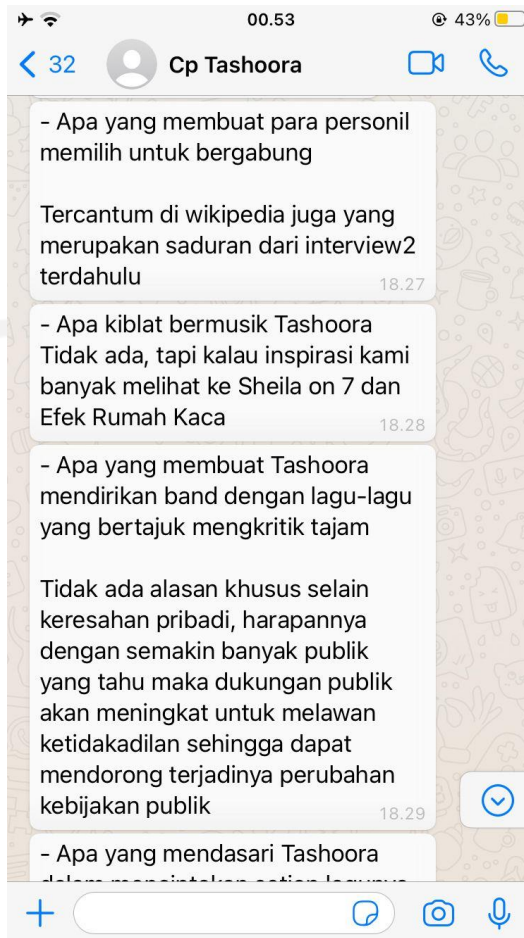 00.53
43%
32
Cp Tashoora
- Apa yang membuat para personil
memilih untuk bergabung
Tercantum di wikipedia juga yang
merupakan saduran dari interview2
terdahulu
18.27
- Apa kiblat bermusik Tashoora
Tidak ada, tapi kalau inspirasi kami
banyak melihat ke Sheila on 7 dan
Efek Rumah Kaca
18.28
- Apa yang membuat Tashoora
mendirikan band dengan lagu-lagu
yang bertajuk mengkritik tajam
Tidak ada alasan khusus selain
keresahan pribadi, harapannya
dengan semakin banyak publik
yang tahu maka dukungan publik
akan meningkat untuk melawan
ketidakadilan sehingga dapat
mendorong terjadinya perubahan
kebijakan publik
18.29
- Apa yang mendasari Tashoora